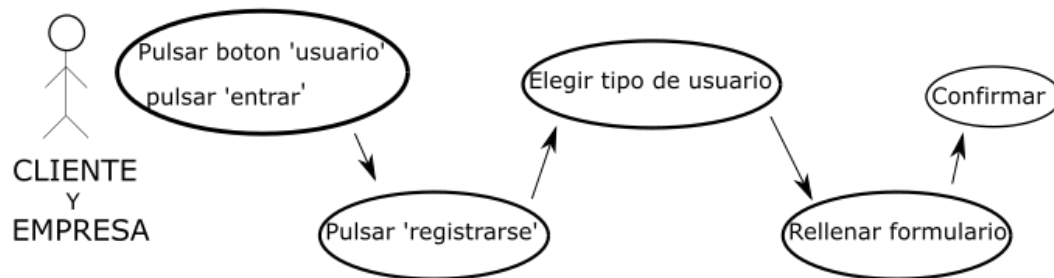 Pulsar boton 'usuario'
pulsar 'entrar'
Elegir tipo de usuario
Confirmar
CLIENTE
Y
EMPRESA
Pulsar 'registrarse'
Rellenar formulario